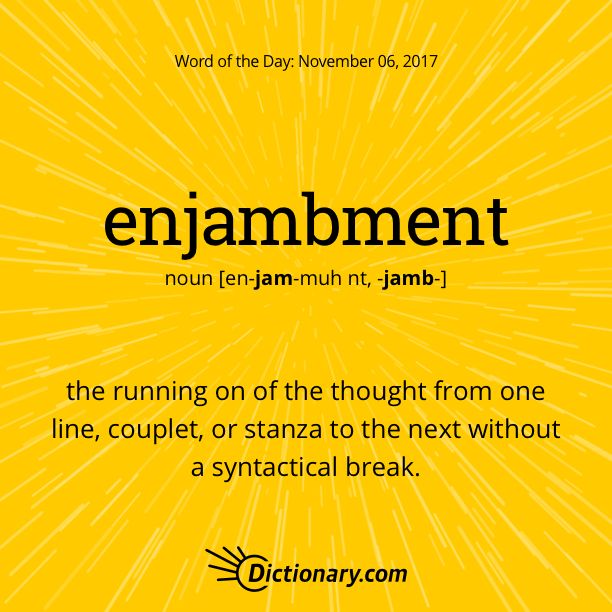 Word of the Day: November 06, 2017
enjambment
noun [en-jam-muh nt, -jamb-]
the running on of the thought from one
line, couplet, or stanza to the next without
a syntactical break.
Dictionary.com